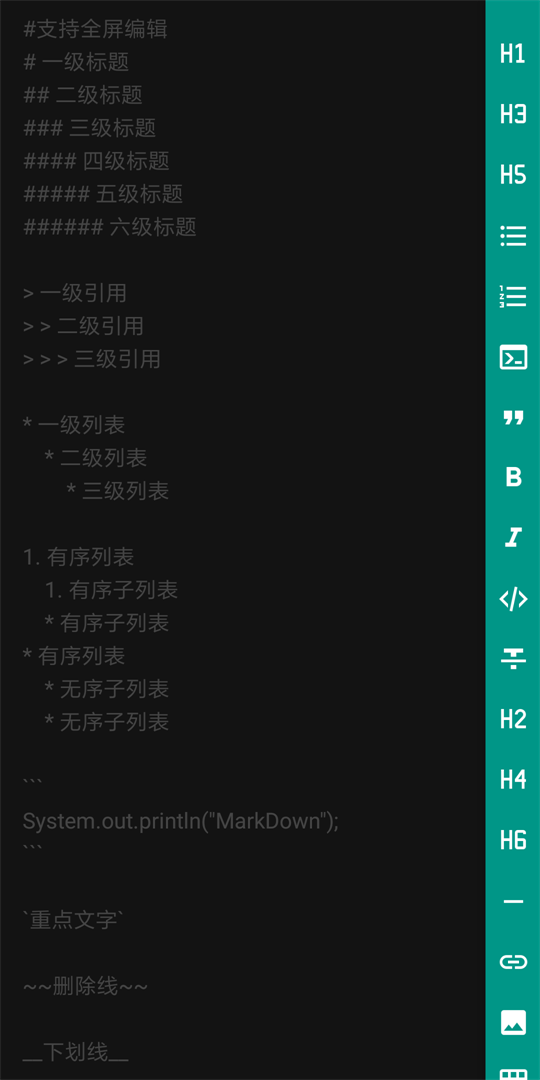 #支持全屏编辑
# 一级标题
## 二级标题
### 三级标题
#### 四级标题
##### 五级标题
###### 六级标题
> 一级引用
> > 二级引用
> > > 三级引用
* 一级列表
* 二级列表
* 三级列表
1. 有序列表
1. 有序子列表
* 有序子列表
* 有序列表
* 无序子列表
* 无序子列表
```
System.out.println("MarkDown");
```
`重点文字`
~~删除线~~
__下划线__
H1
H3
H5
B
I
H2
H4
H6